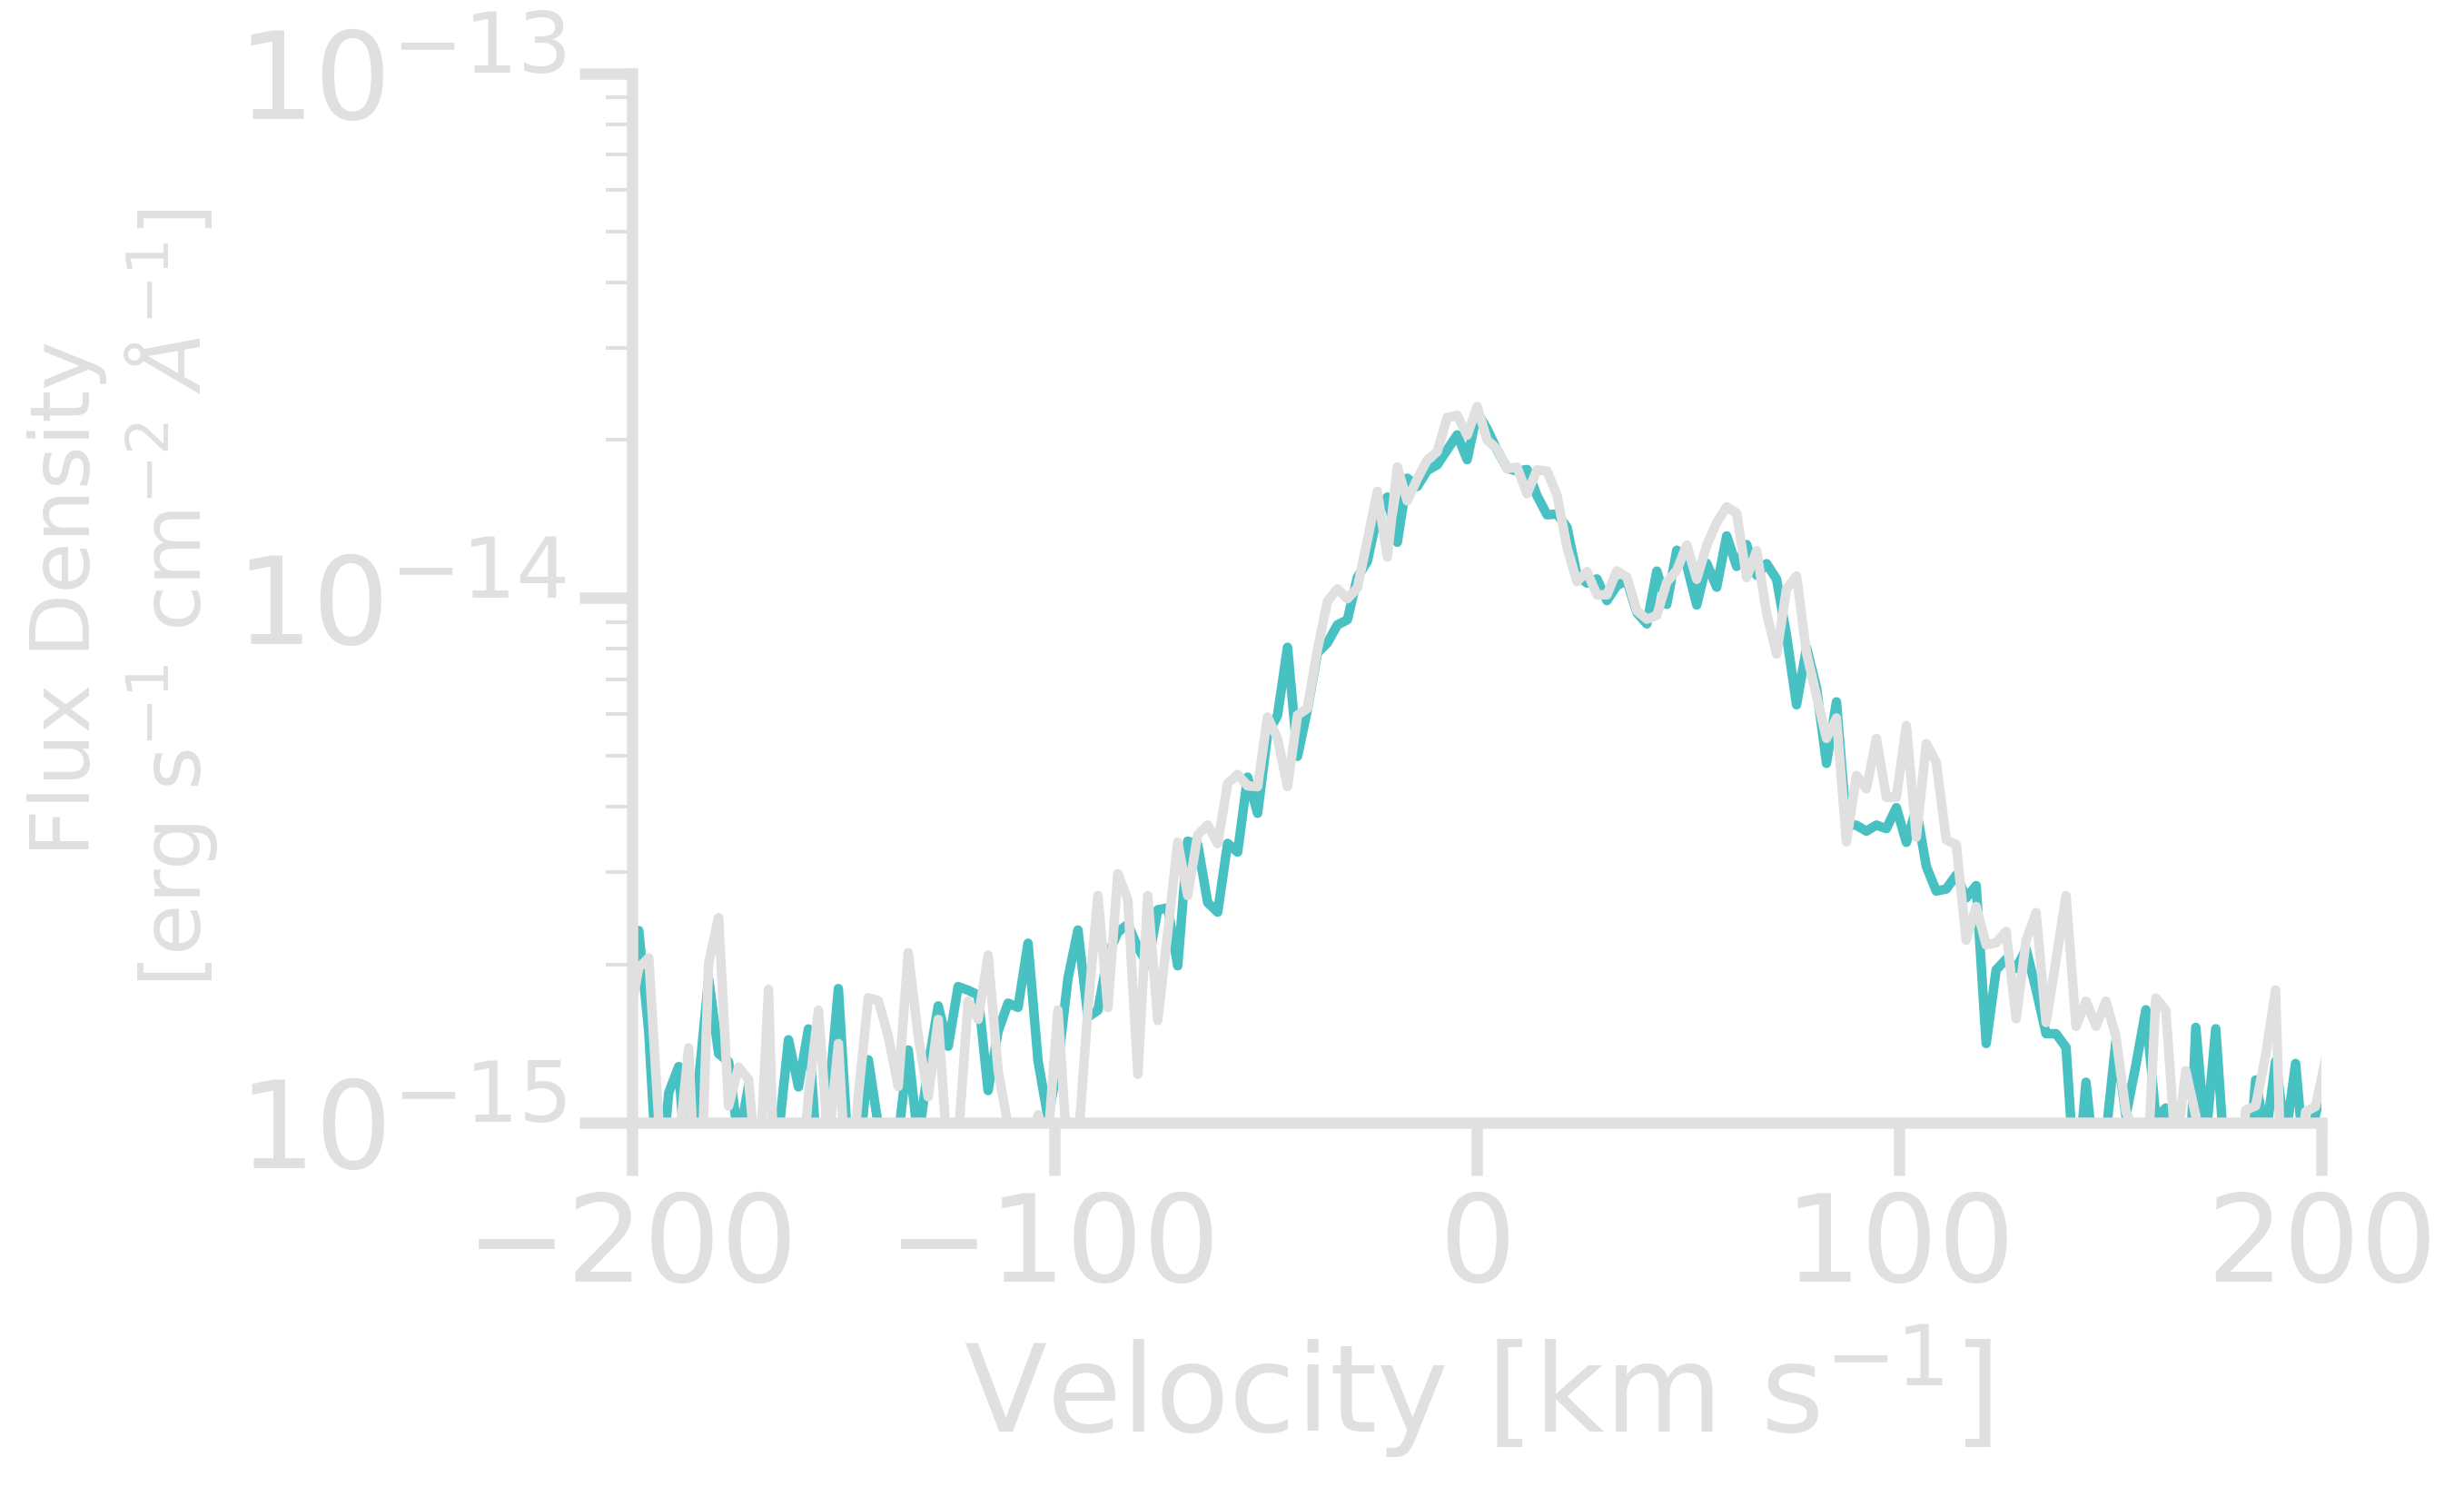 Flux Density
[erg s⁻¹ cm⁻² Å⁻¹]
10⁻¹³
10⁻¹⁴
10⁻¹⁵
−200 −100 0 100 200
Velocity [km s⁻¹]